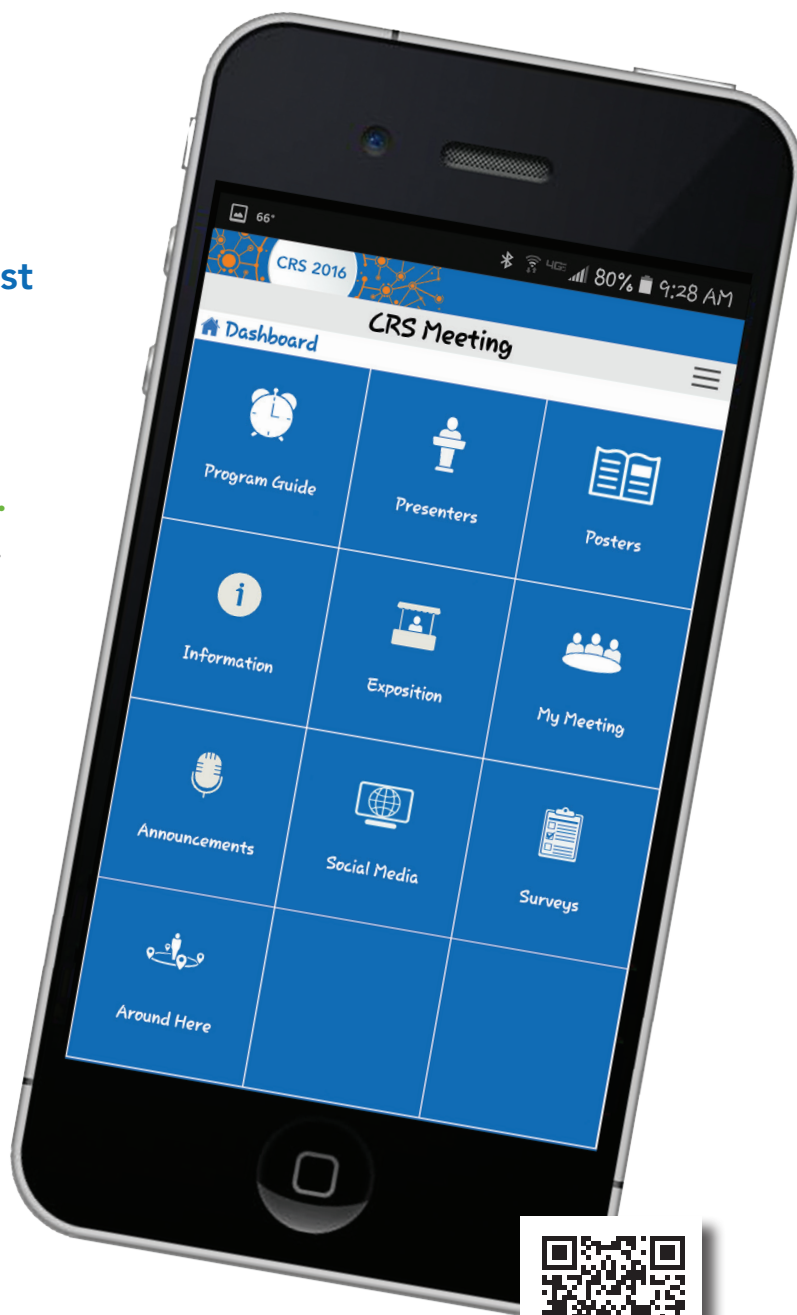 st
66°
80% 9:28 AM
CRS 2016
CRS Meeting
Dashboard
Program Guide
Presenters
Posters
Information
Exposition
My Meeting
Announcements
Social Media
Surveys
Around Here